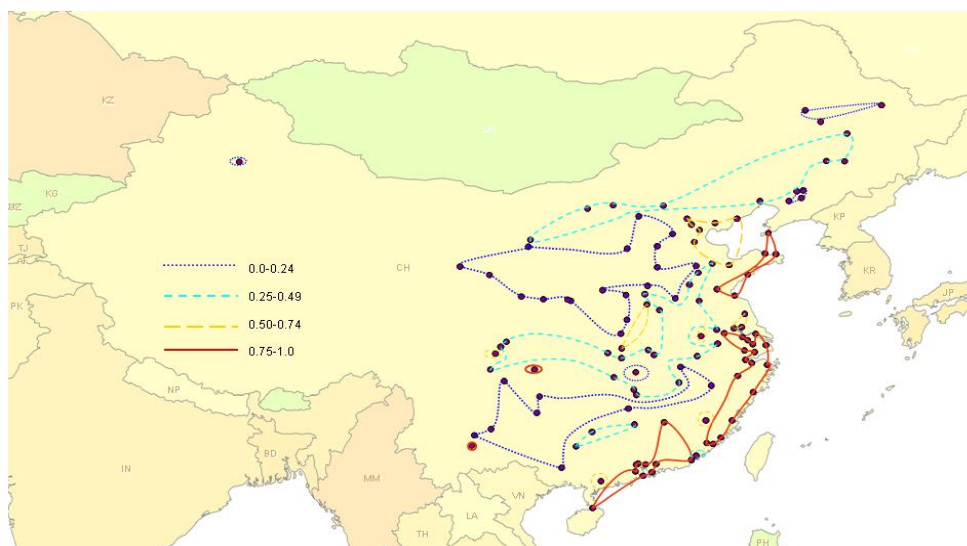 KZ
KG
TJ
PK
CH
KP
KR
JP
0.0-0.24
0.25-0.49
0.50-0.74
0.75-1.0
NP
BD
IN
MM
VN
LA
TH
PH